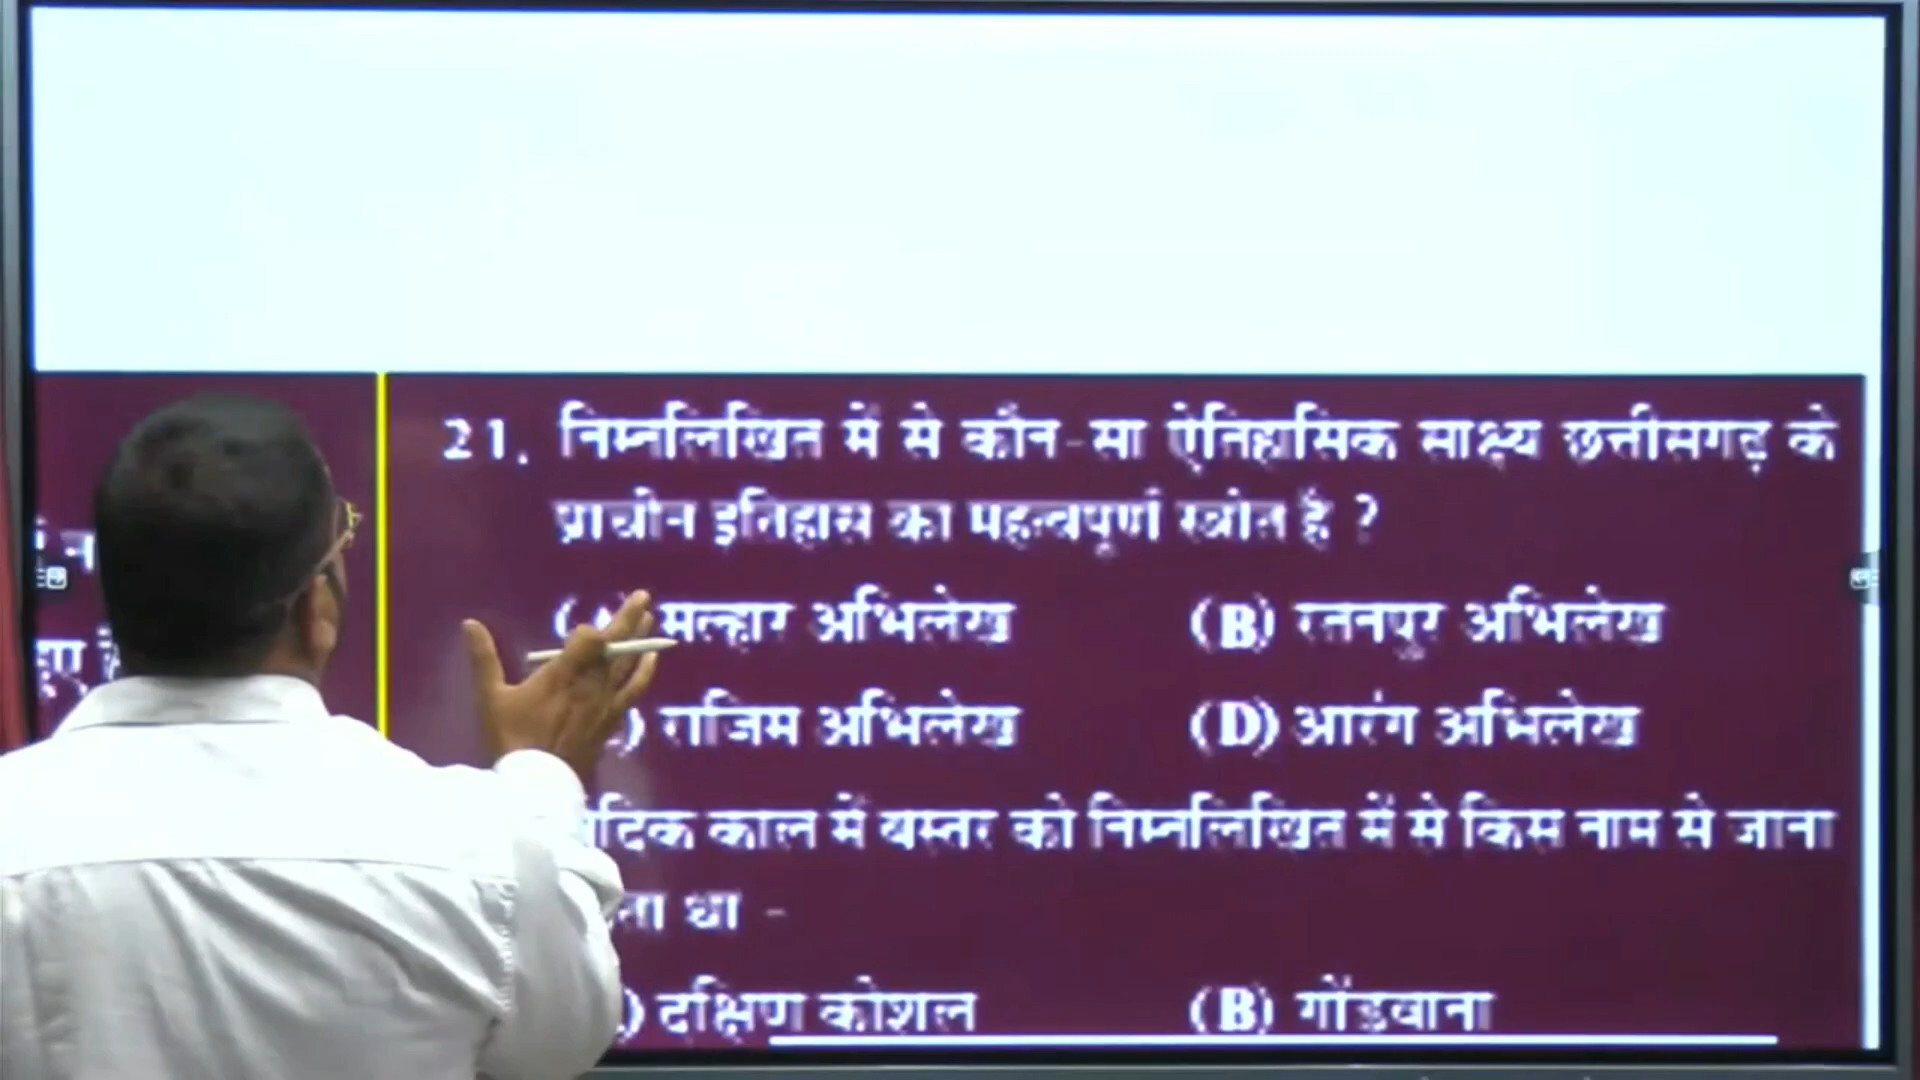 21. निम्नलिखित में से कौन-सा ऐतिहासिक साक्ष्य छत्तीसगढ़ के
प्राचीन इतिहास का महत्वपूर्ण स्त्रोत है ?
(A) मल्हार अभिलेख (B) रतनपुर अभिलेख
) राजिम अभिलेख (D) आरंग अभिलेख
दिक काल में बस्तर को निम्नलिखित में से किस नाम से जाना
ता था -
) दक्षिण कोशल (B) गोंडवाना